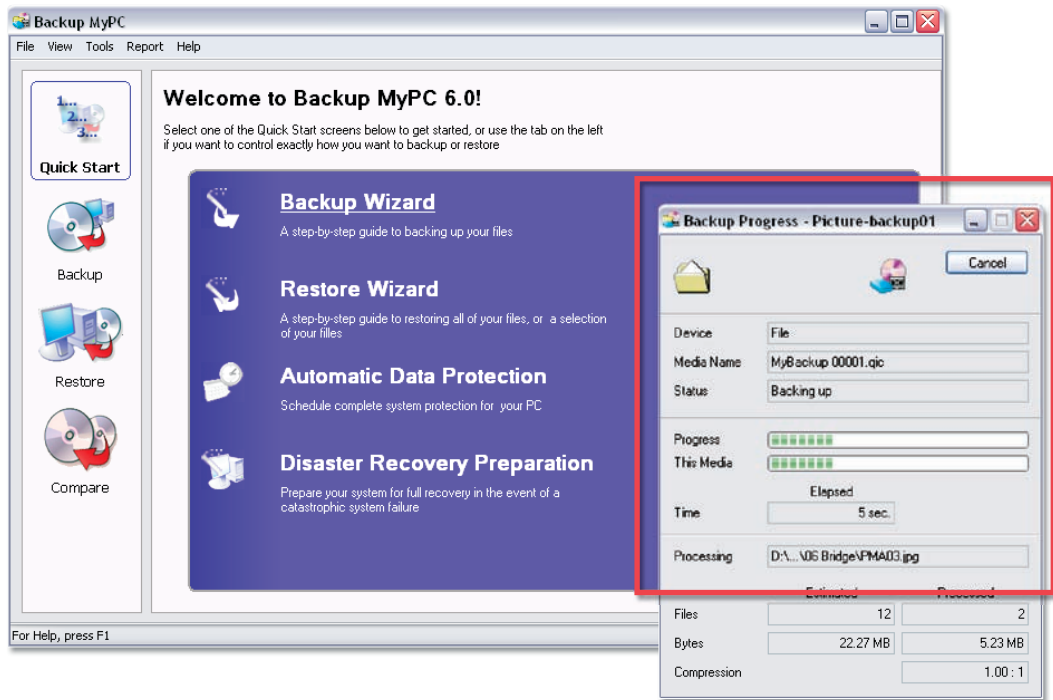 Backup MyPC
File View Tools Report Help
1...
2...
3...
Quick Start
Backup
Restore
Compare
Welcome to Backup MyPC 6.0!
Select one of the Quick Start screens below to get started, or use the tab on the left
if you want to control exactly how you want to backup or restore
Backup Wizard
A step-by-step guide to backing up your files
Restore Wizard
A step-by-step guide to restoring all of your files, or a selection
of your filles
Automatic Data Protection
Schedule complete system protection for your PC
Disaster Recovery Preparation
Prepare your system for full recovery in the event of a
catastrophic system failure
For Help, press F1
Backup Progress - Picture-backup01
Cancel
Device File
Media Name MyBackup 00001.qic
Status Backing up
Progress
This Media
Elapsed
Time 5 sec.
Processing D:\...\06 Bridge\PMA03.jpg
Estimated Processed
Files 12 2
Bytes 22.27 MB 5.23 MB
Compression 1.00 : 1